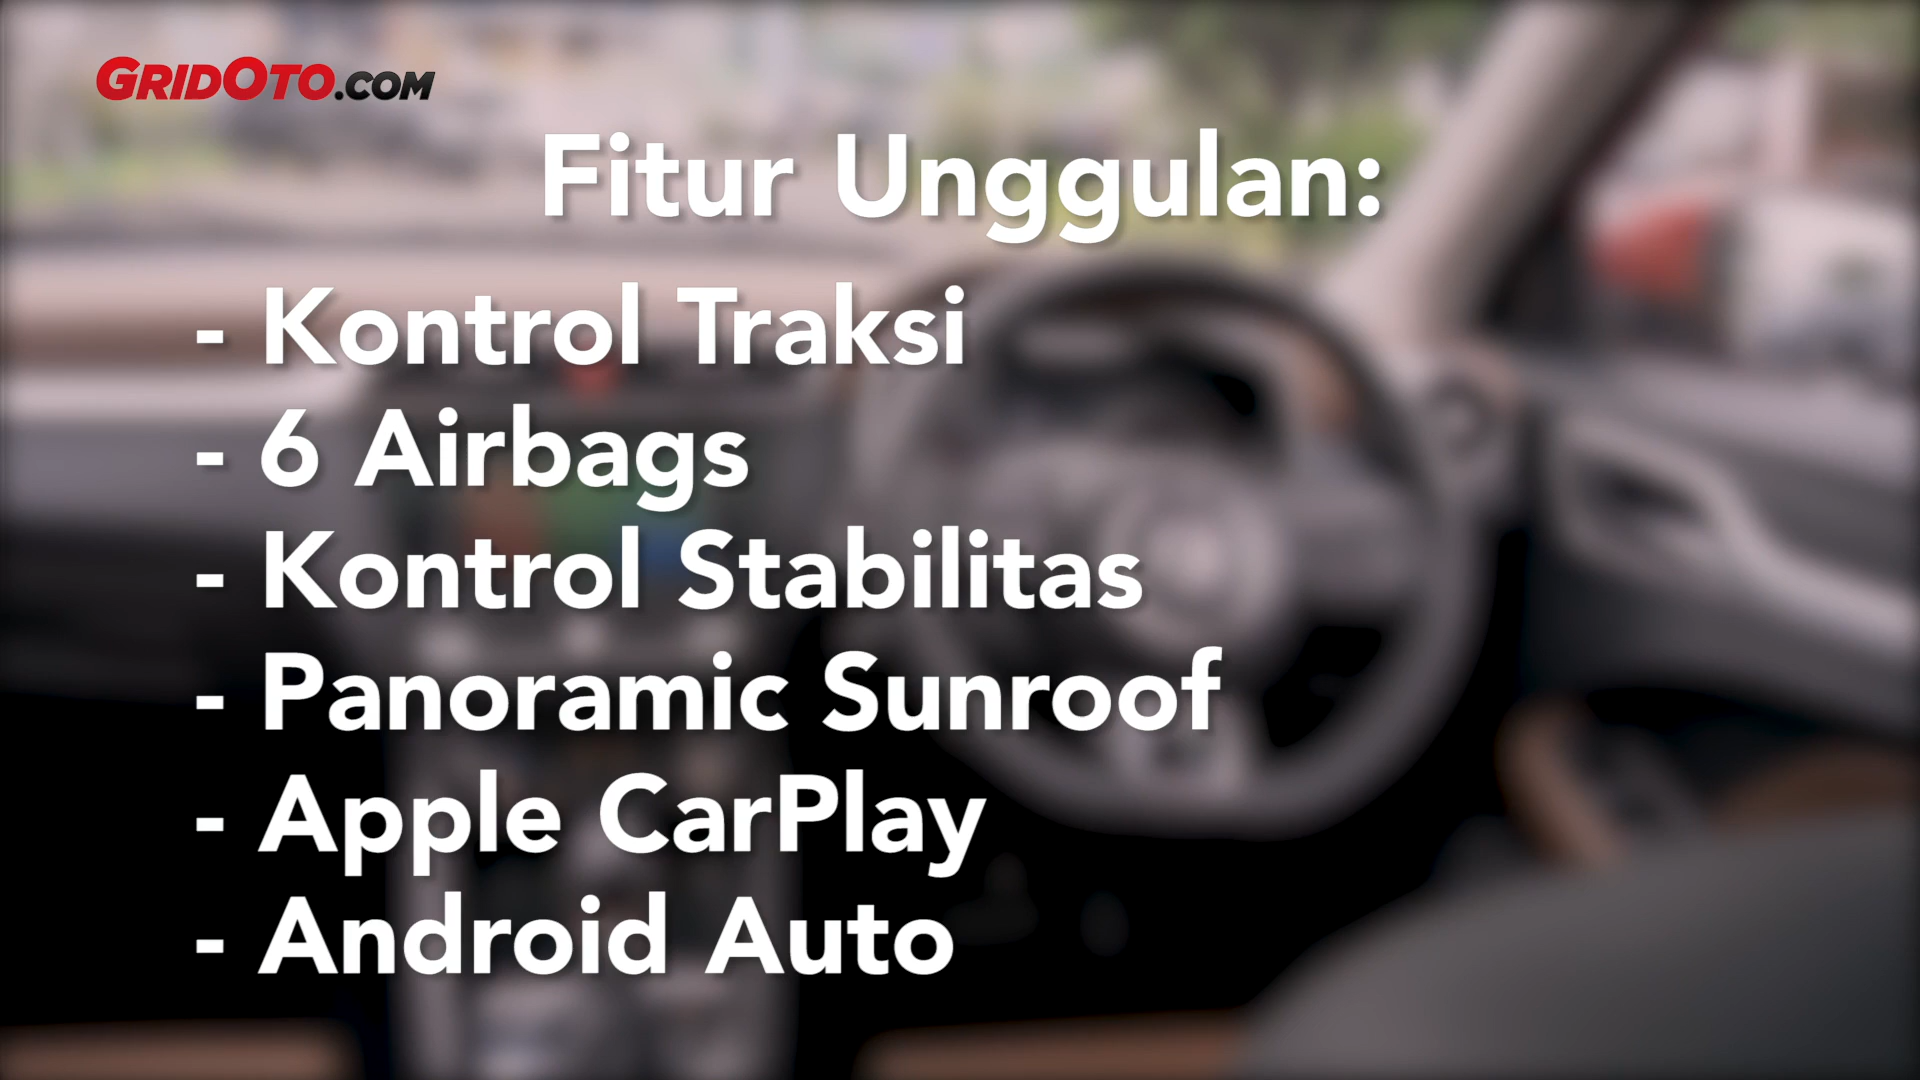 GRIDOTO.COM
Fitur Unggulan:
- Kontrol Traksi
- 6 Airbags
- Kontrol Stabilitas
- Panoramic Sunroof
- Apple CarPlay
- Android Auto